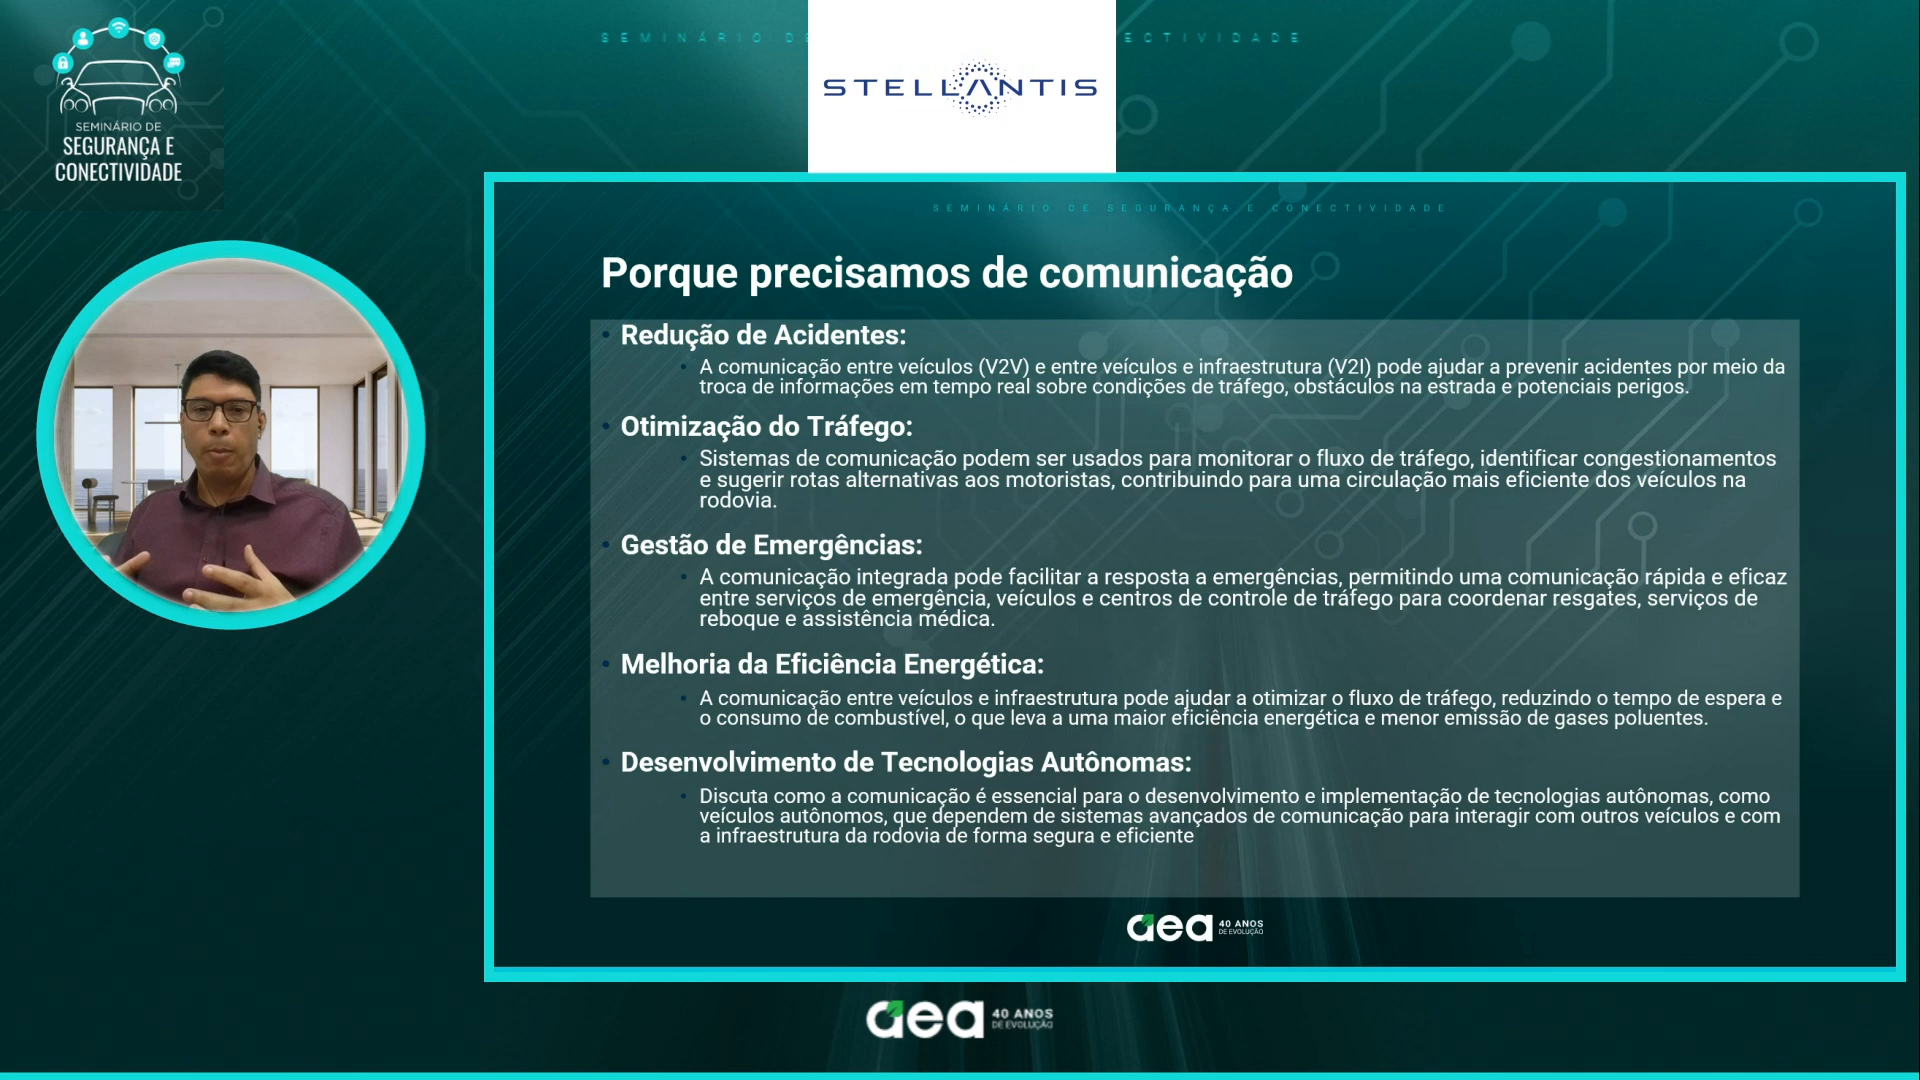 SEMINÁRIO DE
SEGURANÇA E
CONECTIVIDADE
STELLANTIS
SEMINÁRIO DE SEGURANÇA E CONECTIVIDADE
Porque precisamos de comunicação
• Redução de Acidentes:
• A comunicação entre veículos (V2V) e entre veículos e infraestrutura (V2I) pode ajudar a prevenir acidentes por meio da
troca de informações em tempo real sobre condições de tráfego, obstáculos na estrada e potenciais perigos.
• Otimização do Tráfego:
• Sistemas de comunicação podem ser usados para monitorar o fluxo de tráfego, identificar congestionamentos
e sugerir rotas alternativas aos motoristas, contribuindo para uma circulação mais eficiente dos veículos na
rodovia.
• Gestão de Emergências:
• A comunicação integrada pode facilitar a resposta a emergências, permitindo uma comunicação rápida e eficaz
entre serviços de emergência, veículos e centros de controle de tráfego para coordenar resgates, serviços de
reboque e assistência médica.
• Melhoria da Eficiência Energética:
• A comunicação entre veículos e infraestrutura pode ajudar a otimizar o fluxo de tráfego, reduzindo o tempo de espera e
o consumo de combustível, o que leva a uma maior eficiência energética e menor emissão de gases poluentes.
• Desenvolvimento de Tecnologias Autônomas:
• Discuta como a comunicação é essencial para o desenvolvimento e implementação de tecnologias autônomas, como
veículos autônomos, que dependem de sistemas avançados de comunicação para interagir com outros veículos e com
a infraestrutura da rodovia de forma segura e eficiente
aea 40 ANOS
DE EVOLUÇÃO
aea 40 ANOS
DE EVOLUÇÃO